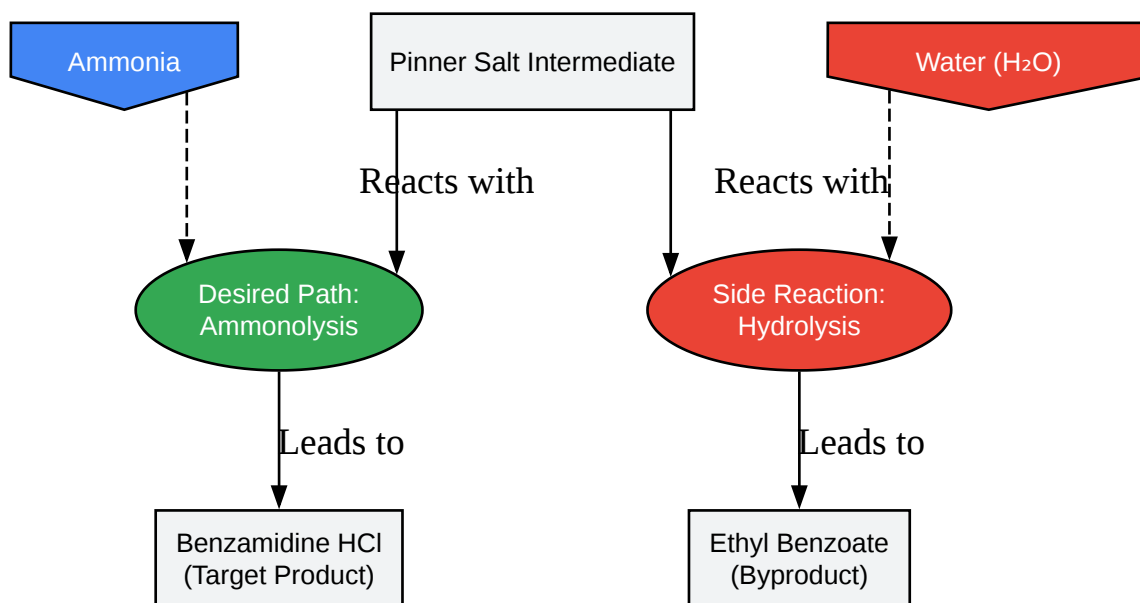 Ammonia
Pinner Salt Intermediate
Water (H₂O)
Reacts with
Reacts with
Desired Path:
Ammonolysis
Side Reaction:
Hydrolysis
Leads to
Leads to
Benzamidine HCl
(Target Product)
Ethyl Benzoate
(Byproduct)